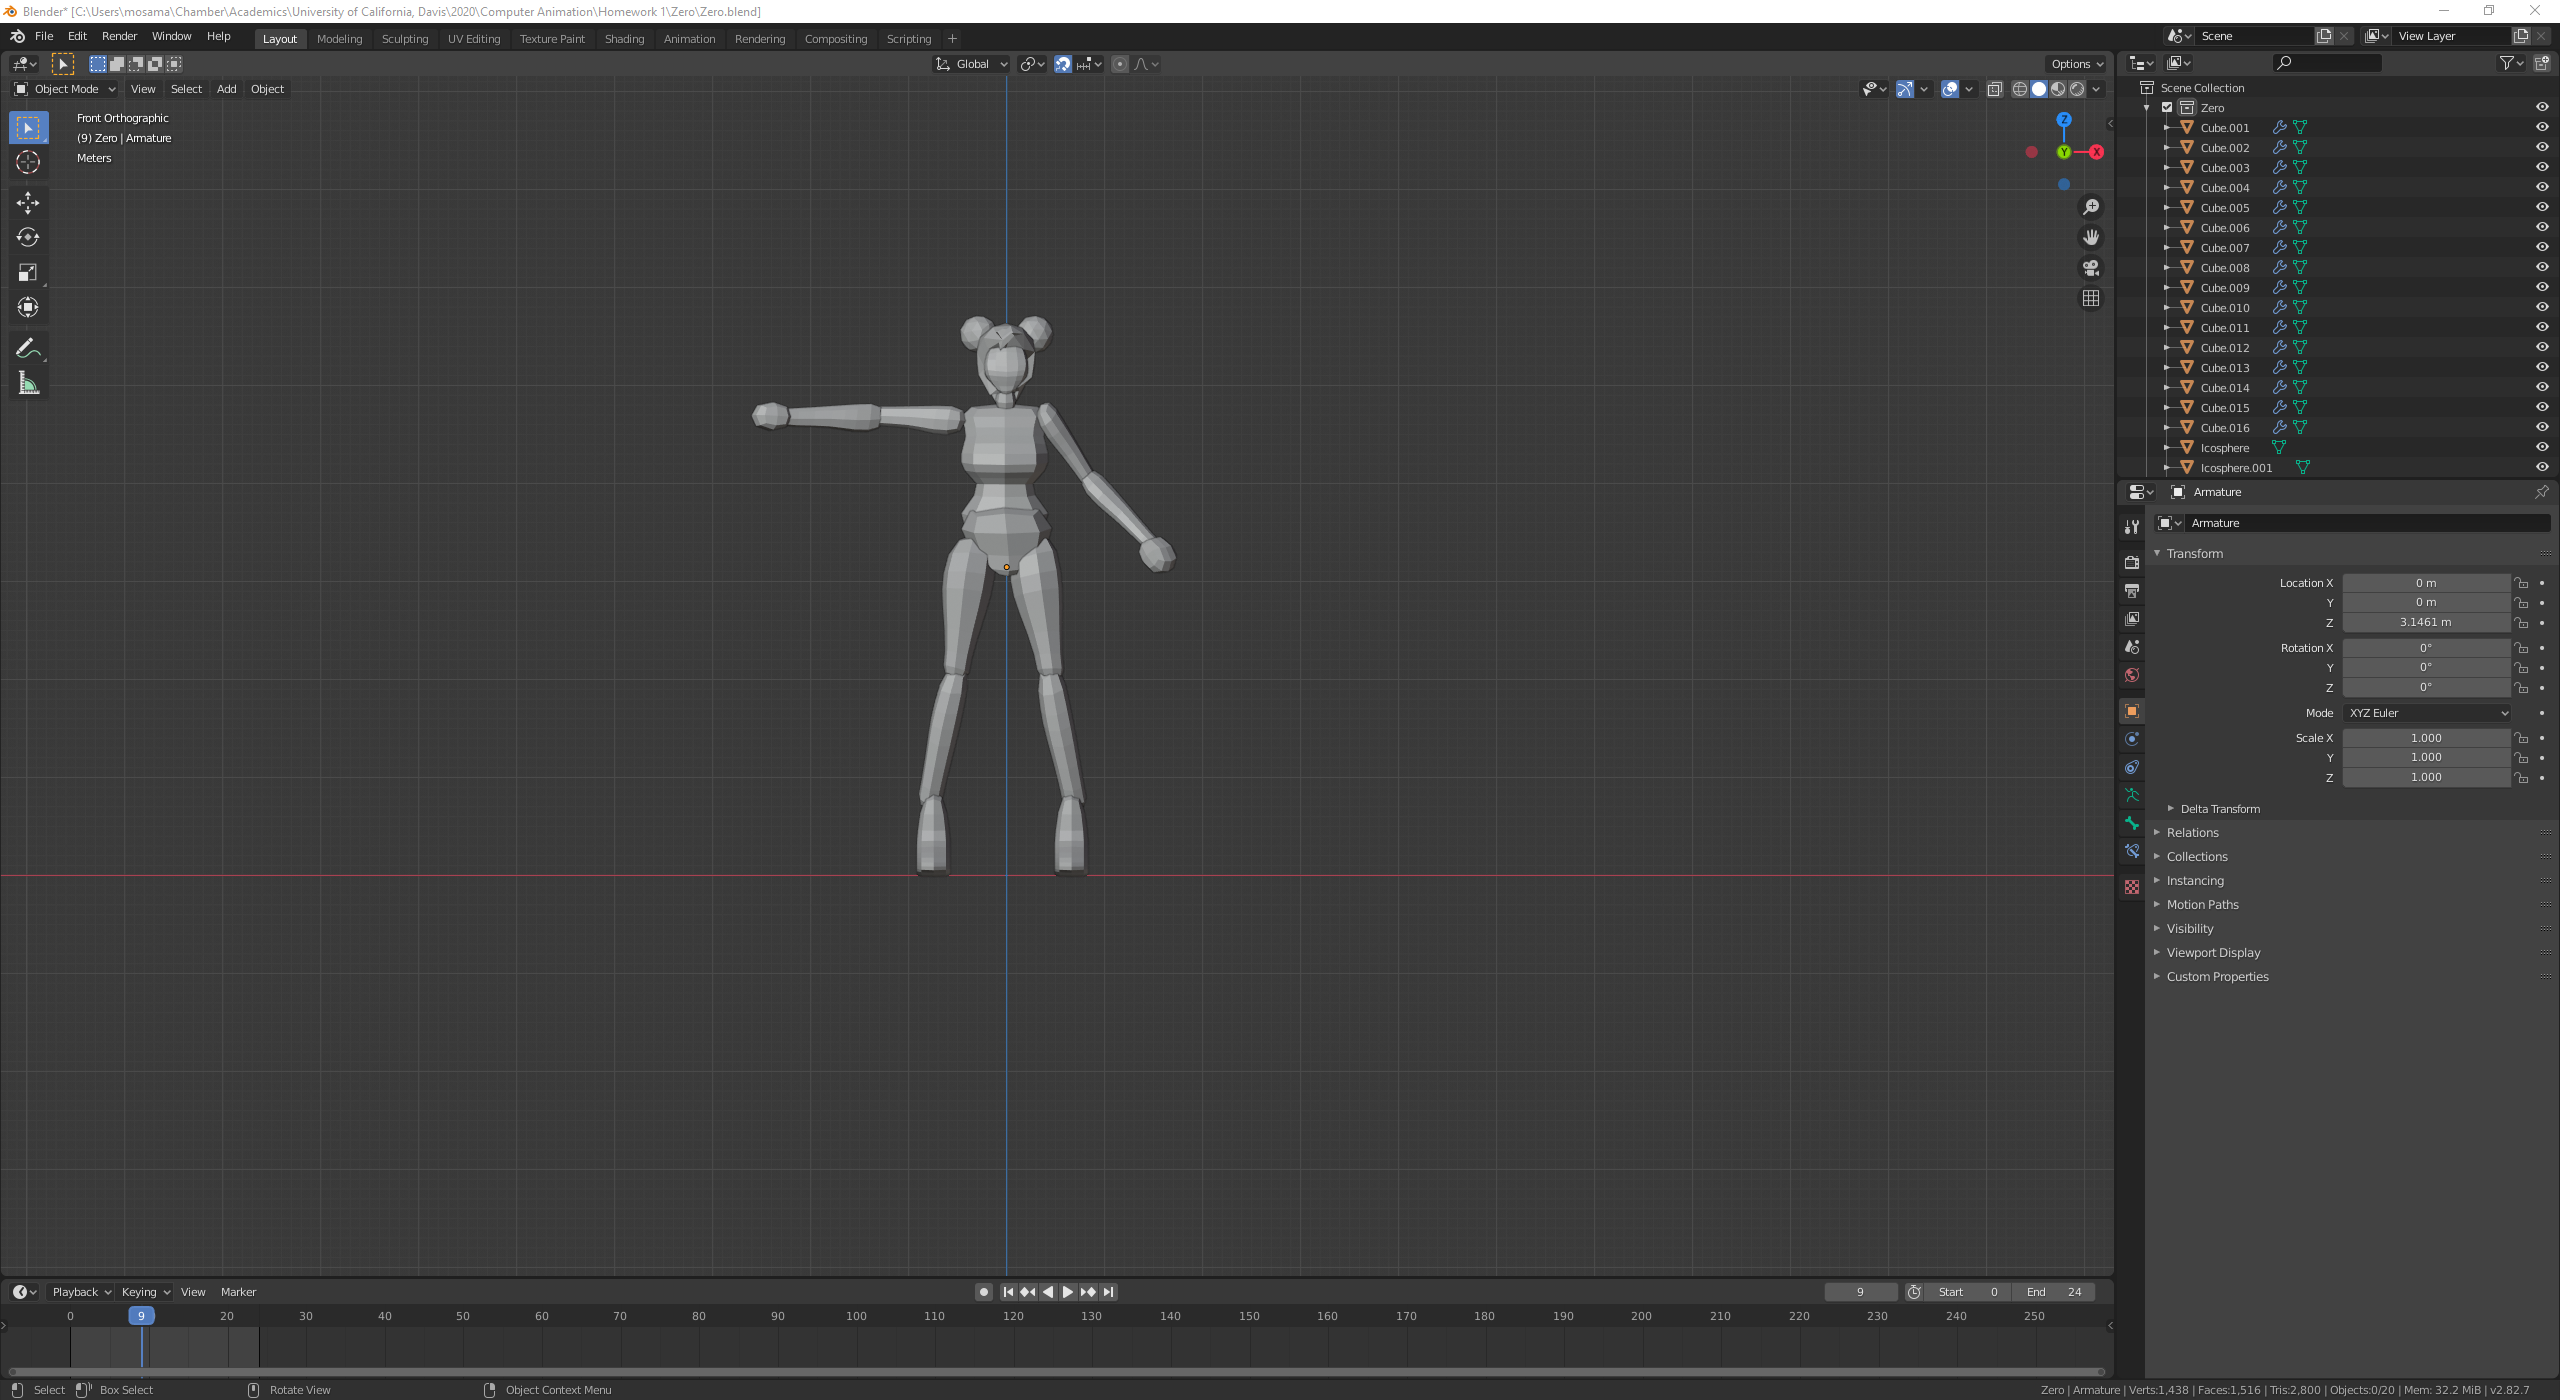 Blender* [C:\Users\mosama\Chamber\Academics\University of California, Davis\2020\Computer Animation\Homework 1\Zero\Zero.blend]
File Edit Render Window Help Layout Modeling Sculpting UV Editing Texture Paint Shading Animation Rendering Compositing Scripting + Scene View Layer
Global Options
Object Mode View Select Add Object
Front Orthographic
(9) Zero | Armature
Meters
Z
Y X
Scene Collection
Zero
Cube.001
Cube.002
Cube.003
Cube.004
Cube.005
Cube.006
Cube.007
Cube.008
Cube.009
Cube.010
Cube.011
Cube.012
Cube.013
Cube.014
Cube.015
Cube.016
Icosphere
Icosphere.001
Armature
Armature
Transform
Location X 0 m
Y 0 m
Z 3.1461 m
Rotation X 0°
Y 0°
Z 0°
Mode XYZ Euler
Scale X 1.000
Y 1.000
Z 1.000
Delta Transform
Relations
Collections
Instancing
Motion Paths
Visibility
Viewport Display
Custom Properties
Playback Keying View Marker 9 Start 0 End 24
0 9 20 30 40 50 60 70 80 90 100 110 120 130 140 150 160 170 180 190 200 210 220 230 240 250
Select Box Select Rotate View Object Context Menu Zero | Armature | Verts:1,438 | Faces:1,516 | Tris:2,800 | Objects:0/20 | Mem: 32.2 MiB | v2.82.7